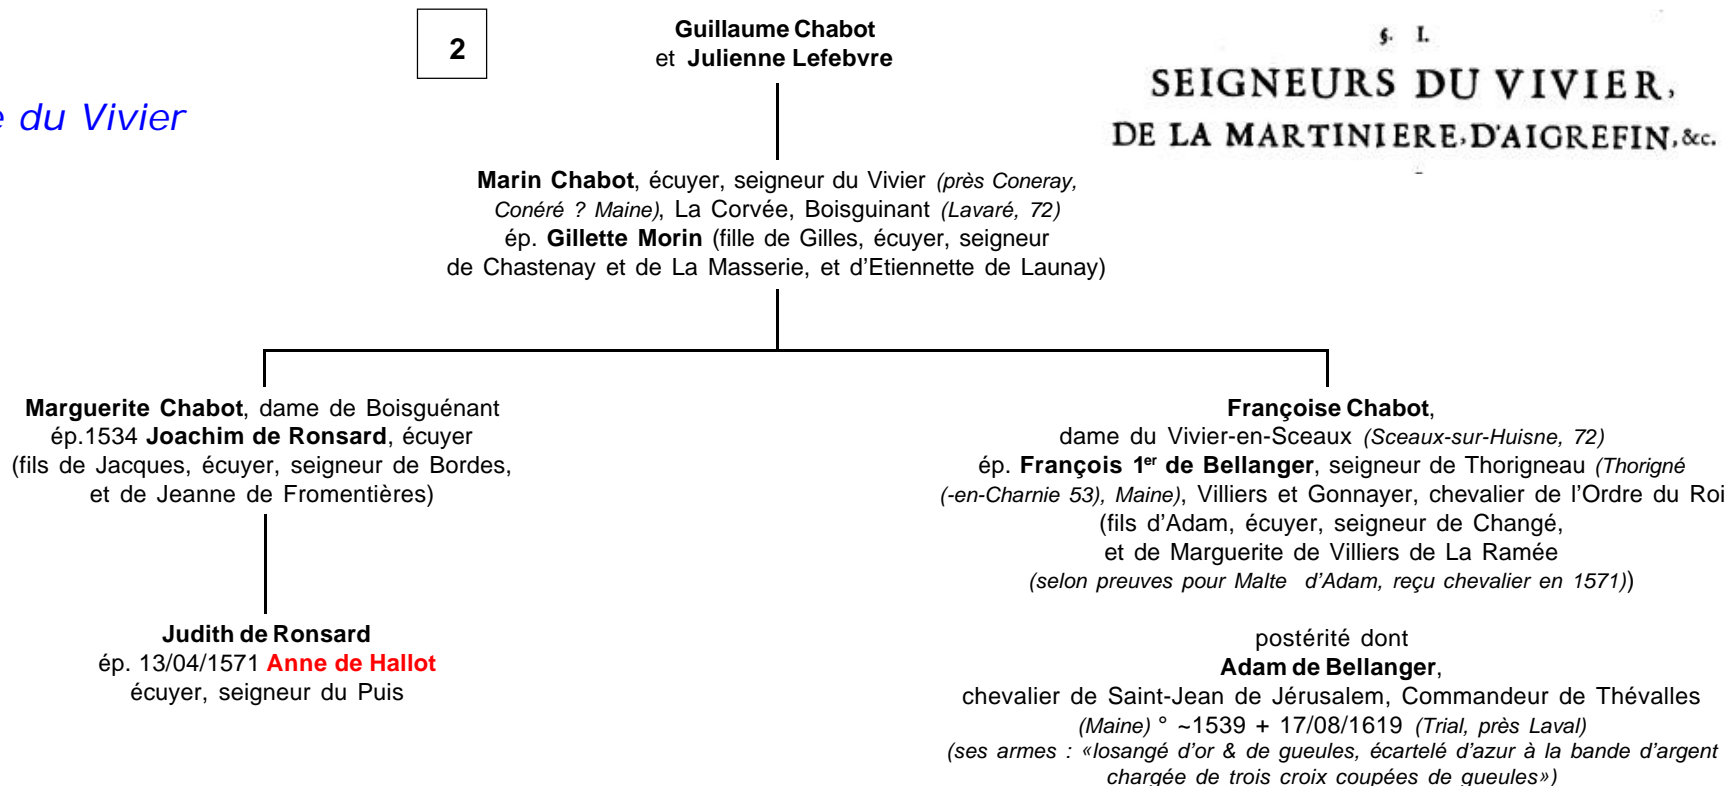 2
e du Vivier
Guillaume Chabot
et Julienne Lefebvre
§. I.
SEIGNEURS DU VIVIER,
DE LA MARTINIERE, D'AIGREFIN, &c.
Marin Chabot, écuyer, seigneur du Vivier (près Coneray,
Conéré ? Maine), La Corvée, Boisguinant (Lavaré, 72)
ép. Gillette Morin (fille de Gilles, écuyer, seigneur
de Chastenay et de La Masserie, et d'Etiennette de Launay)
Marguerite Chabot, dame de Boisguénant
ép.1534 Joachim de Ronsard, écuyer
(fils de Jacques, écuyer, seigneur de Bordes,
et de Jeanne de Fromentières)
Judith de Ronsard
ép. 13/04/1571 Anne de Hallot
écuyer, seigneur du Puis
Françoise Chabot,
dame du Vivier-en-Sceaux (Sceaux-sur-Huisne, 72)
ép. François 1er de Bellanger, seigneur de Thorigneau (Thorigné
(-en-Charnie 53), Maine), Villiers et Gonnayer, chevalier de l'Ordre du Roi
(fils d'Adam, écuyer, seigneur de Changé,
et de Marguerite de Villiers de La Ramée
(selon preuves pour Malte d'Adam, reçu chevalier en 1571))
postérité dont
Adam de Bellanger,
chevalier de Saint-Jean de Jérusalem, Commandeur de Thévalles
(Maine) ° ~1539 + 17/08/1619 (Trial, près Laval)
(ses armes : «losangé d'or & de gueules, écartelé d'azur à la bande d'argent
chargée de trois croix coupées de gueules»)